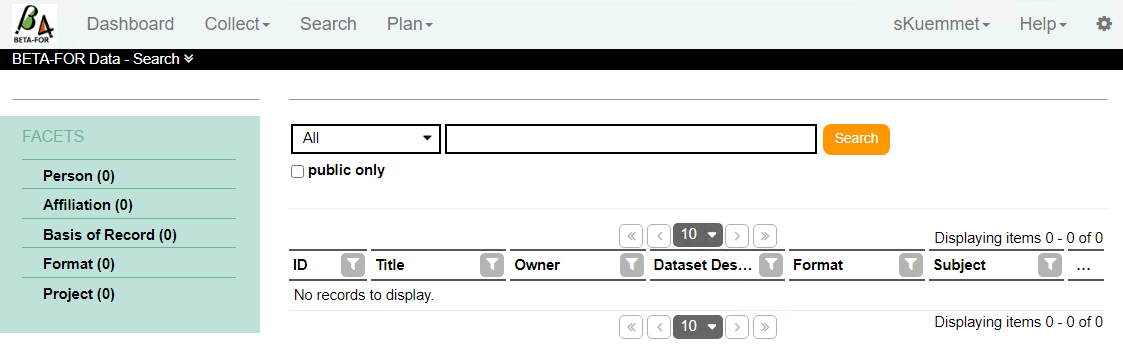 BETA-FOR
Dashboard Collect Search Plan sKuemmet Help
BETA-FOR Data - Search
FACETS
Person (0)
Affiliation (0)
Basis of Record (0)
Format (0)
Project (0)
All Search
public only
10 Displaying items 0 - 0 of 0
ID Title Owner Dataset Des... Format Subject ...
No records to display.
10 Displaying items 0 - 0 of 0